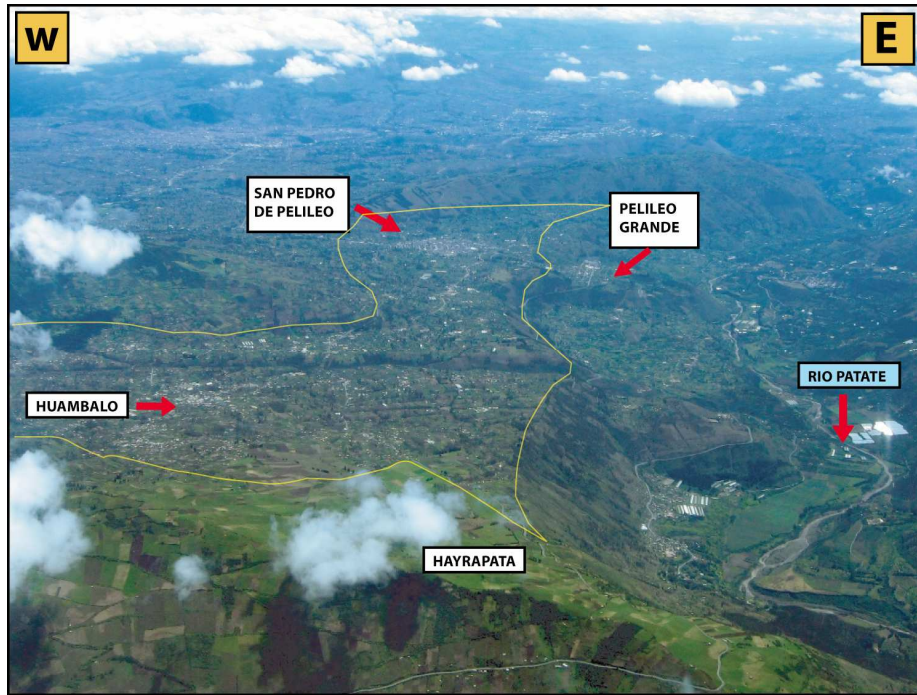 W
E
SAN PEDRO
DE PELILEO
PELILEO
GRANDE
RIO PATATE
HUAMBALO
HAYRAPATA